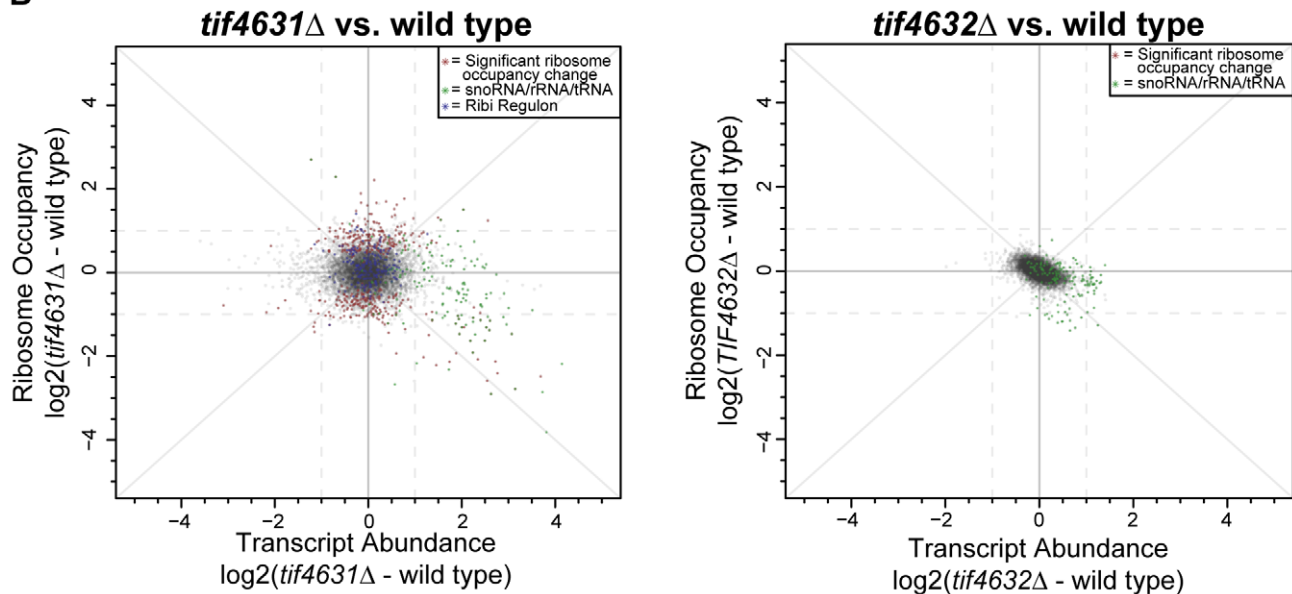 tif4631Δ vs. wild type
* = Significant ribosome
occupancy change
* = snoRNA/rRNA/tRNA
* = Ribi Regulon
Ribosome Occupancy
log2(tif4631Δ - wild type)
4
2
0
−2
−4
−4 −2 0 2 4
Transcript Abundance
log2(tif4631Δ - wild type)
tif4632Δ vs. wild type
* = Significant ribosome
occupancy change
* = snoRNA/rRNA/tRNA
Ribosome Occupancy
log2(TIF4632Δ - wild type)
4
2
0
−2
−4
−4 −2 0 2 4
Transcript Abundance
log2(tif4632Δ - wild type)